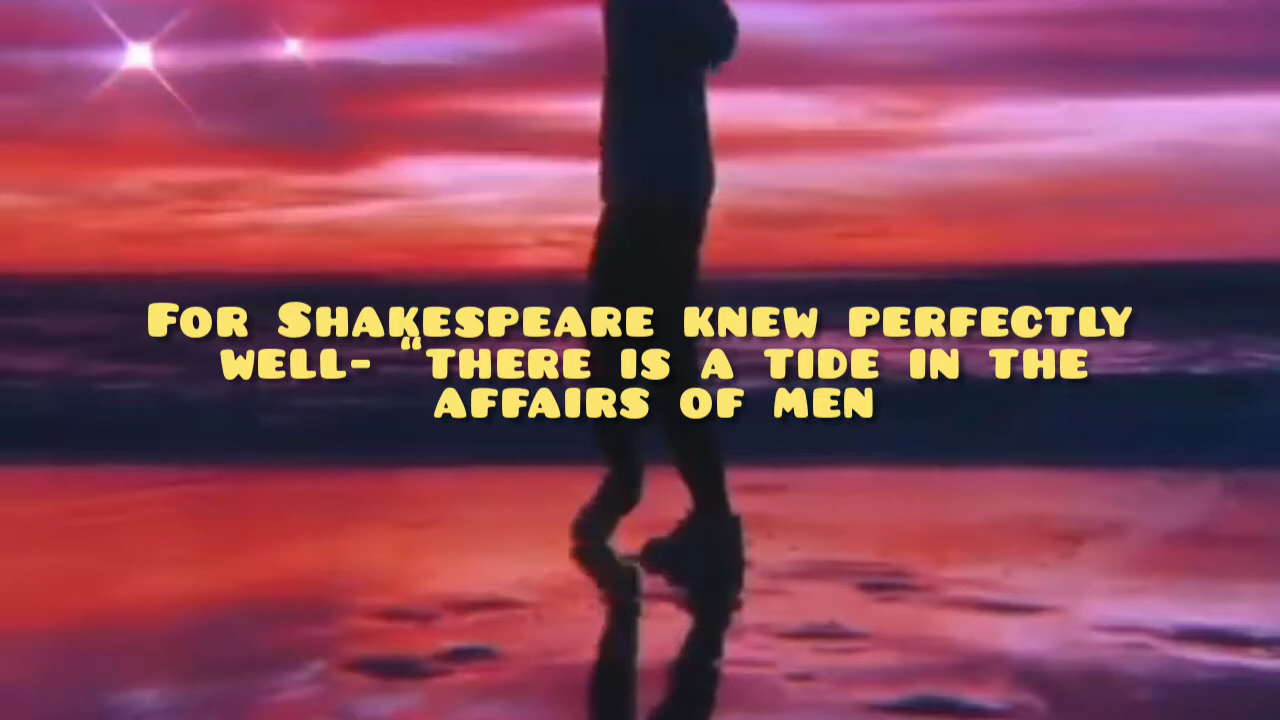 For Shakespeare knew perfectly
well- “there is a tide in the
affairs of men